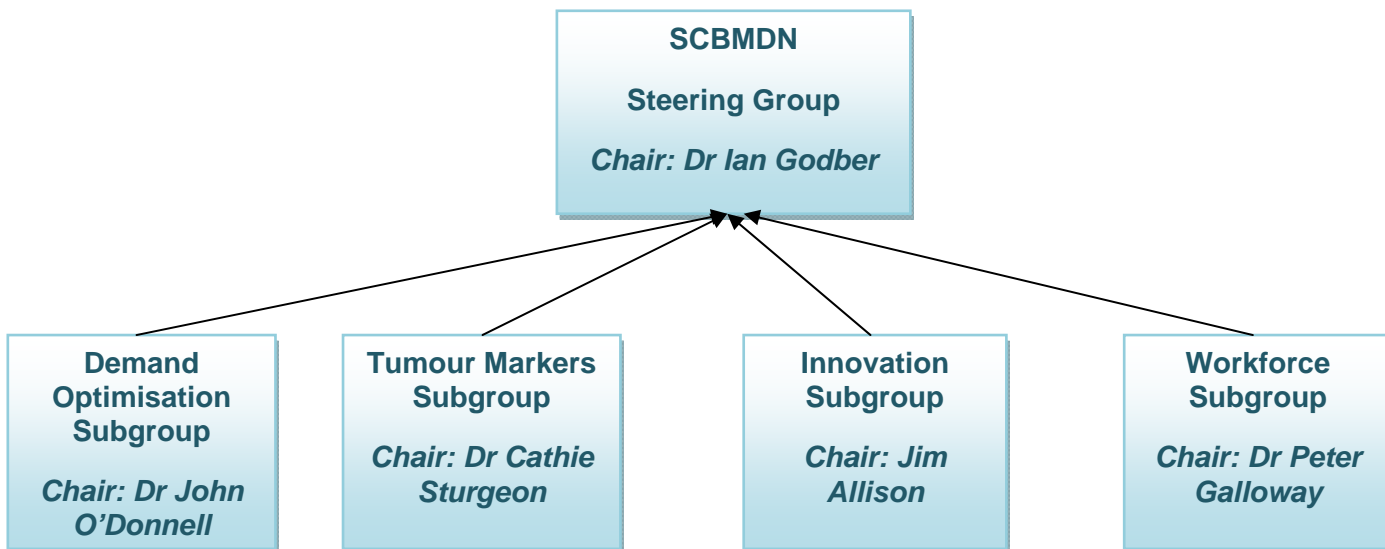 SCBMDN
Steering Group
Chair: Dr Ian Godber
Demand
Optimisation
Subgroup
Chair: Dr John
O’Donnell
Tumour Markers
Subgroup
Chair: Dr Cathie
Sturgeon
Innovation
Subgroup
Chair: Jim
Allison
Workforce
Subgroup
Chair: Dr Peter
Galloway